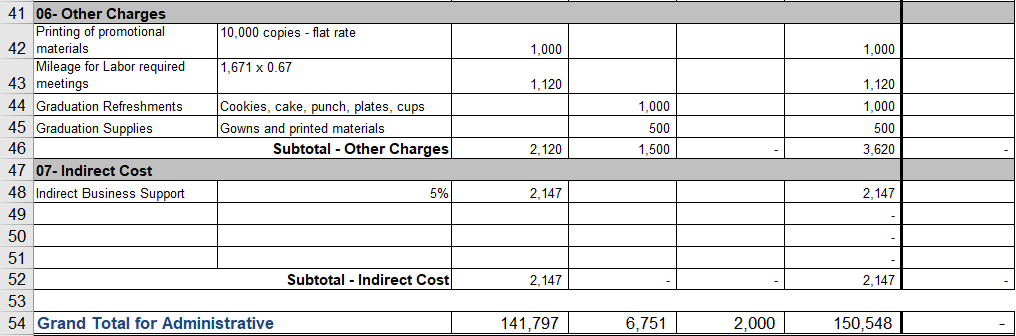 41 06- Other Charges
Printing of promotional 10,000 copies - flat rate
42 materials 1,000 1,000
Mileage for Labor required 1,671 x 0.67
43 meetings 1,120 1,120
44 Graduation Refreshments Cookies, cake, punch, plates, cups 1,000 1,000
45 Graduation Supplies Gowns and printed materials 500 500
46 Subtotal - Other Charges 2,120 1,500 - 3,620 -
47 07- Indirect Cost
48 Indirect Business Support 5% 2,147 2,147
49 -
50 -
51 -
52 Subtotal - Indirect Cost 2,147 - - 2,147 -
53
54 Grand Total for Administrative 141,797 6,751 2,000 150,548 -